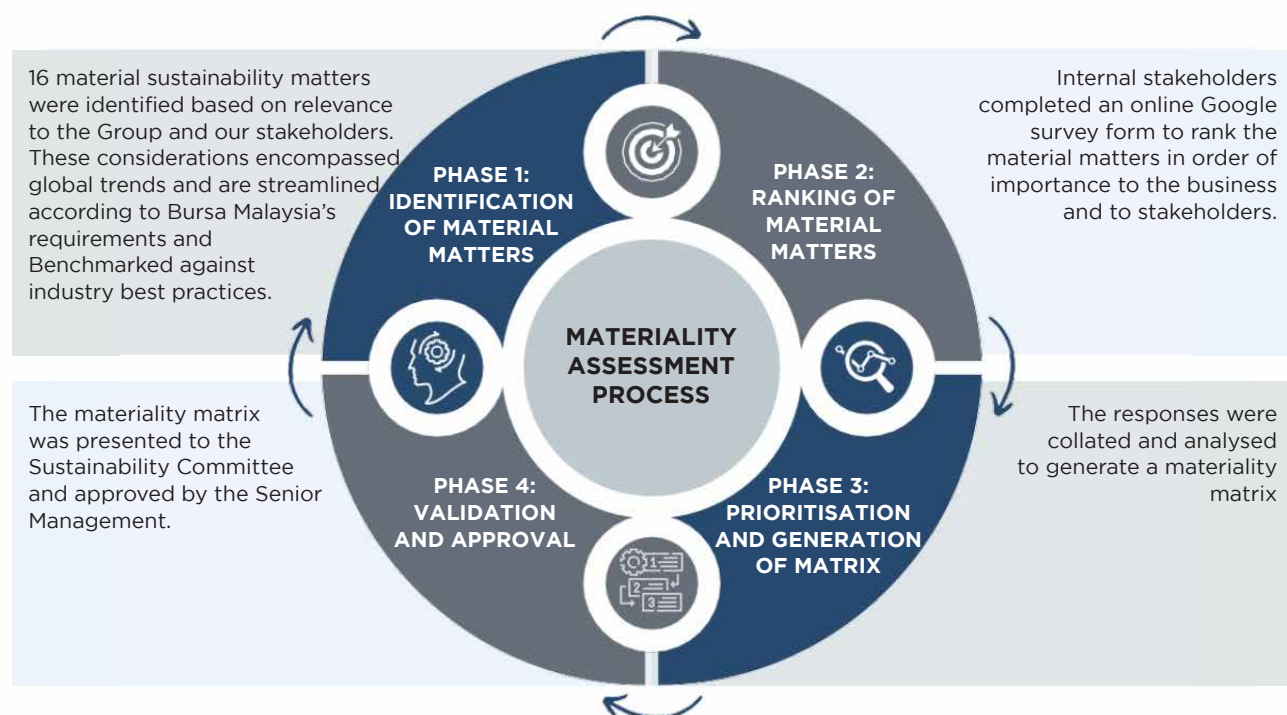 16 material sustainability matters
were identified based on relevance
to the Group and our stakeholders.
These considerations encompassed
global trends and are streamlined
according to Bursa Malaysia's
requirements and
Benchmarked against
industry best practices.
PHASE 1:
IDENTIFICATION
OF MATERIAL
MATTERS
PHASE 2:
RANKING OF
MATERIAL
MATTERS
Internal stakeholders
completed an online Google
survey form to rank the
material matters in order of
importance to the business
and to stakeholders.
MATERIALITY
ASSESSMENT
PROCESS
The materiality matrix
was presented to the
Sustainability Committee
and approved by the Senior
Management.
PHASE 4:
VALIDATION
AND APPROVAL
PHASE 3:
PRIORITISATION
AND GENERATION
OF MATRIX
The responses were
collated and analysed
to generate a materiality
matrix
1
2
3